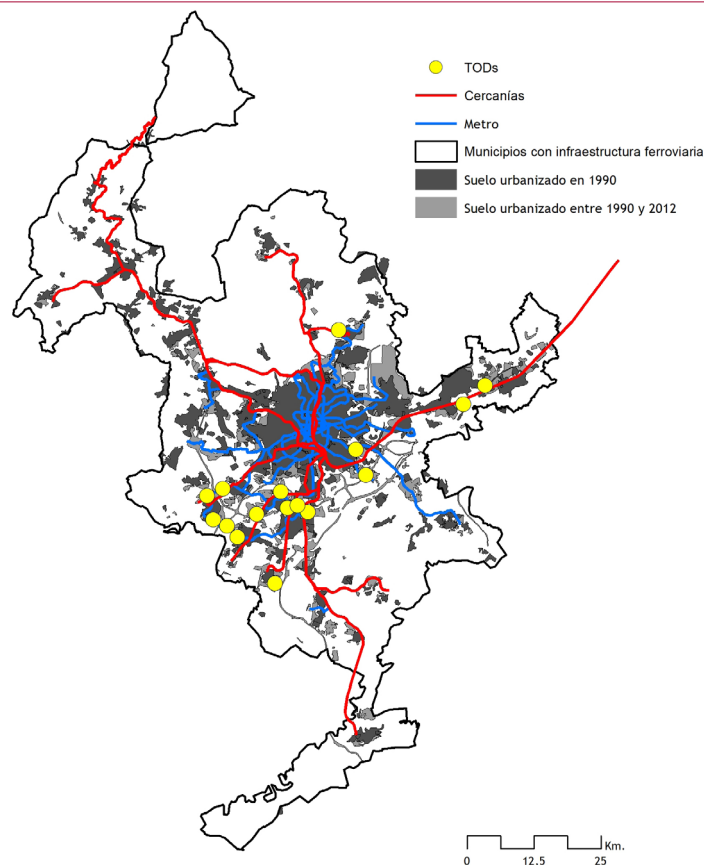 TODs
Cercanías
Metro
Municipios con infraestructura ferroviaria
Suelo urbanizado en 1990
Suelo urbanizado entre 1990 y 2012
Km.
0 12.5 25